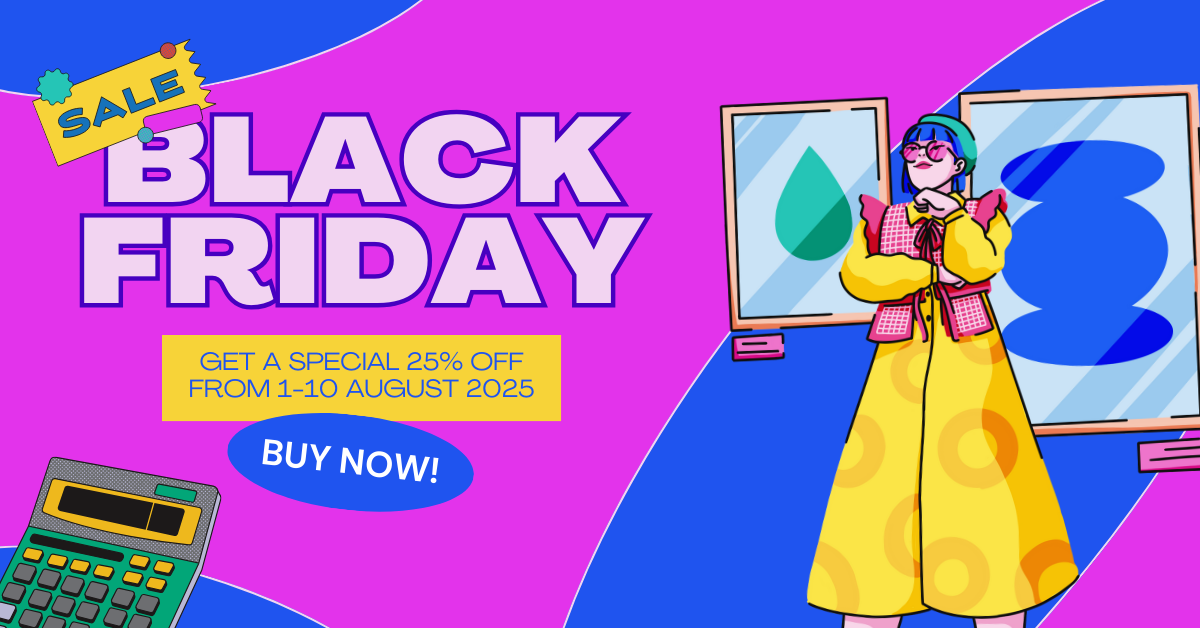 SALE
BLACK
FRIDAY
GET A SPECIAL 25% OFF
FROM 1-10 AUGUST 2025
BUY NOW!